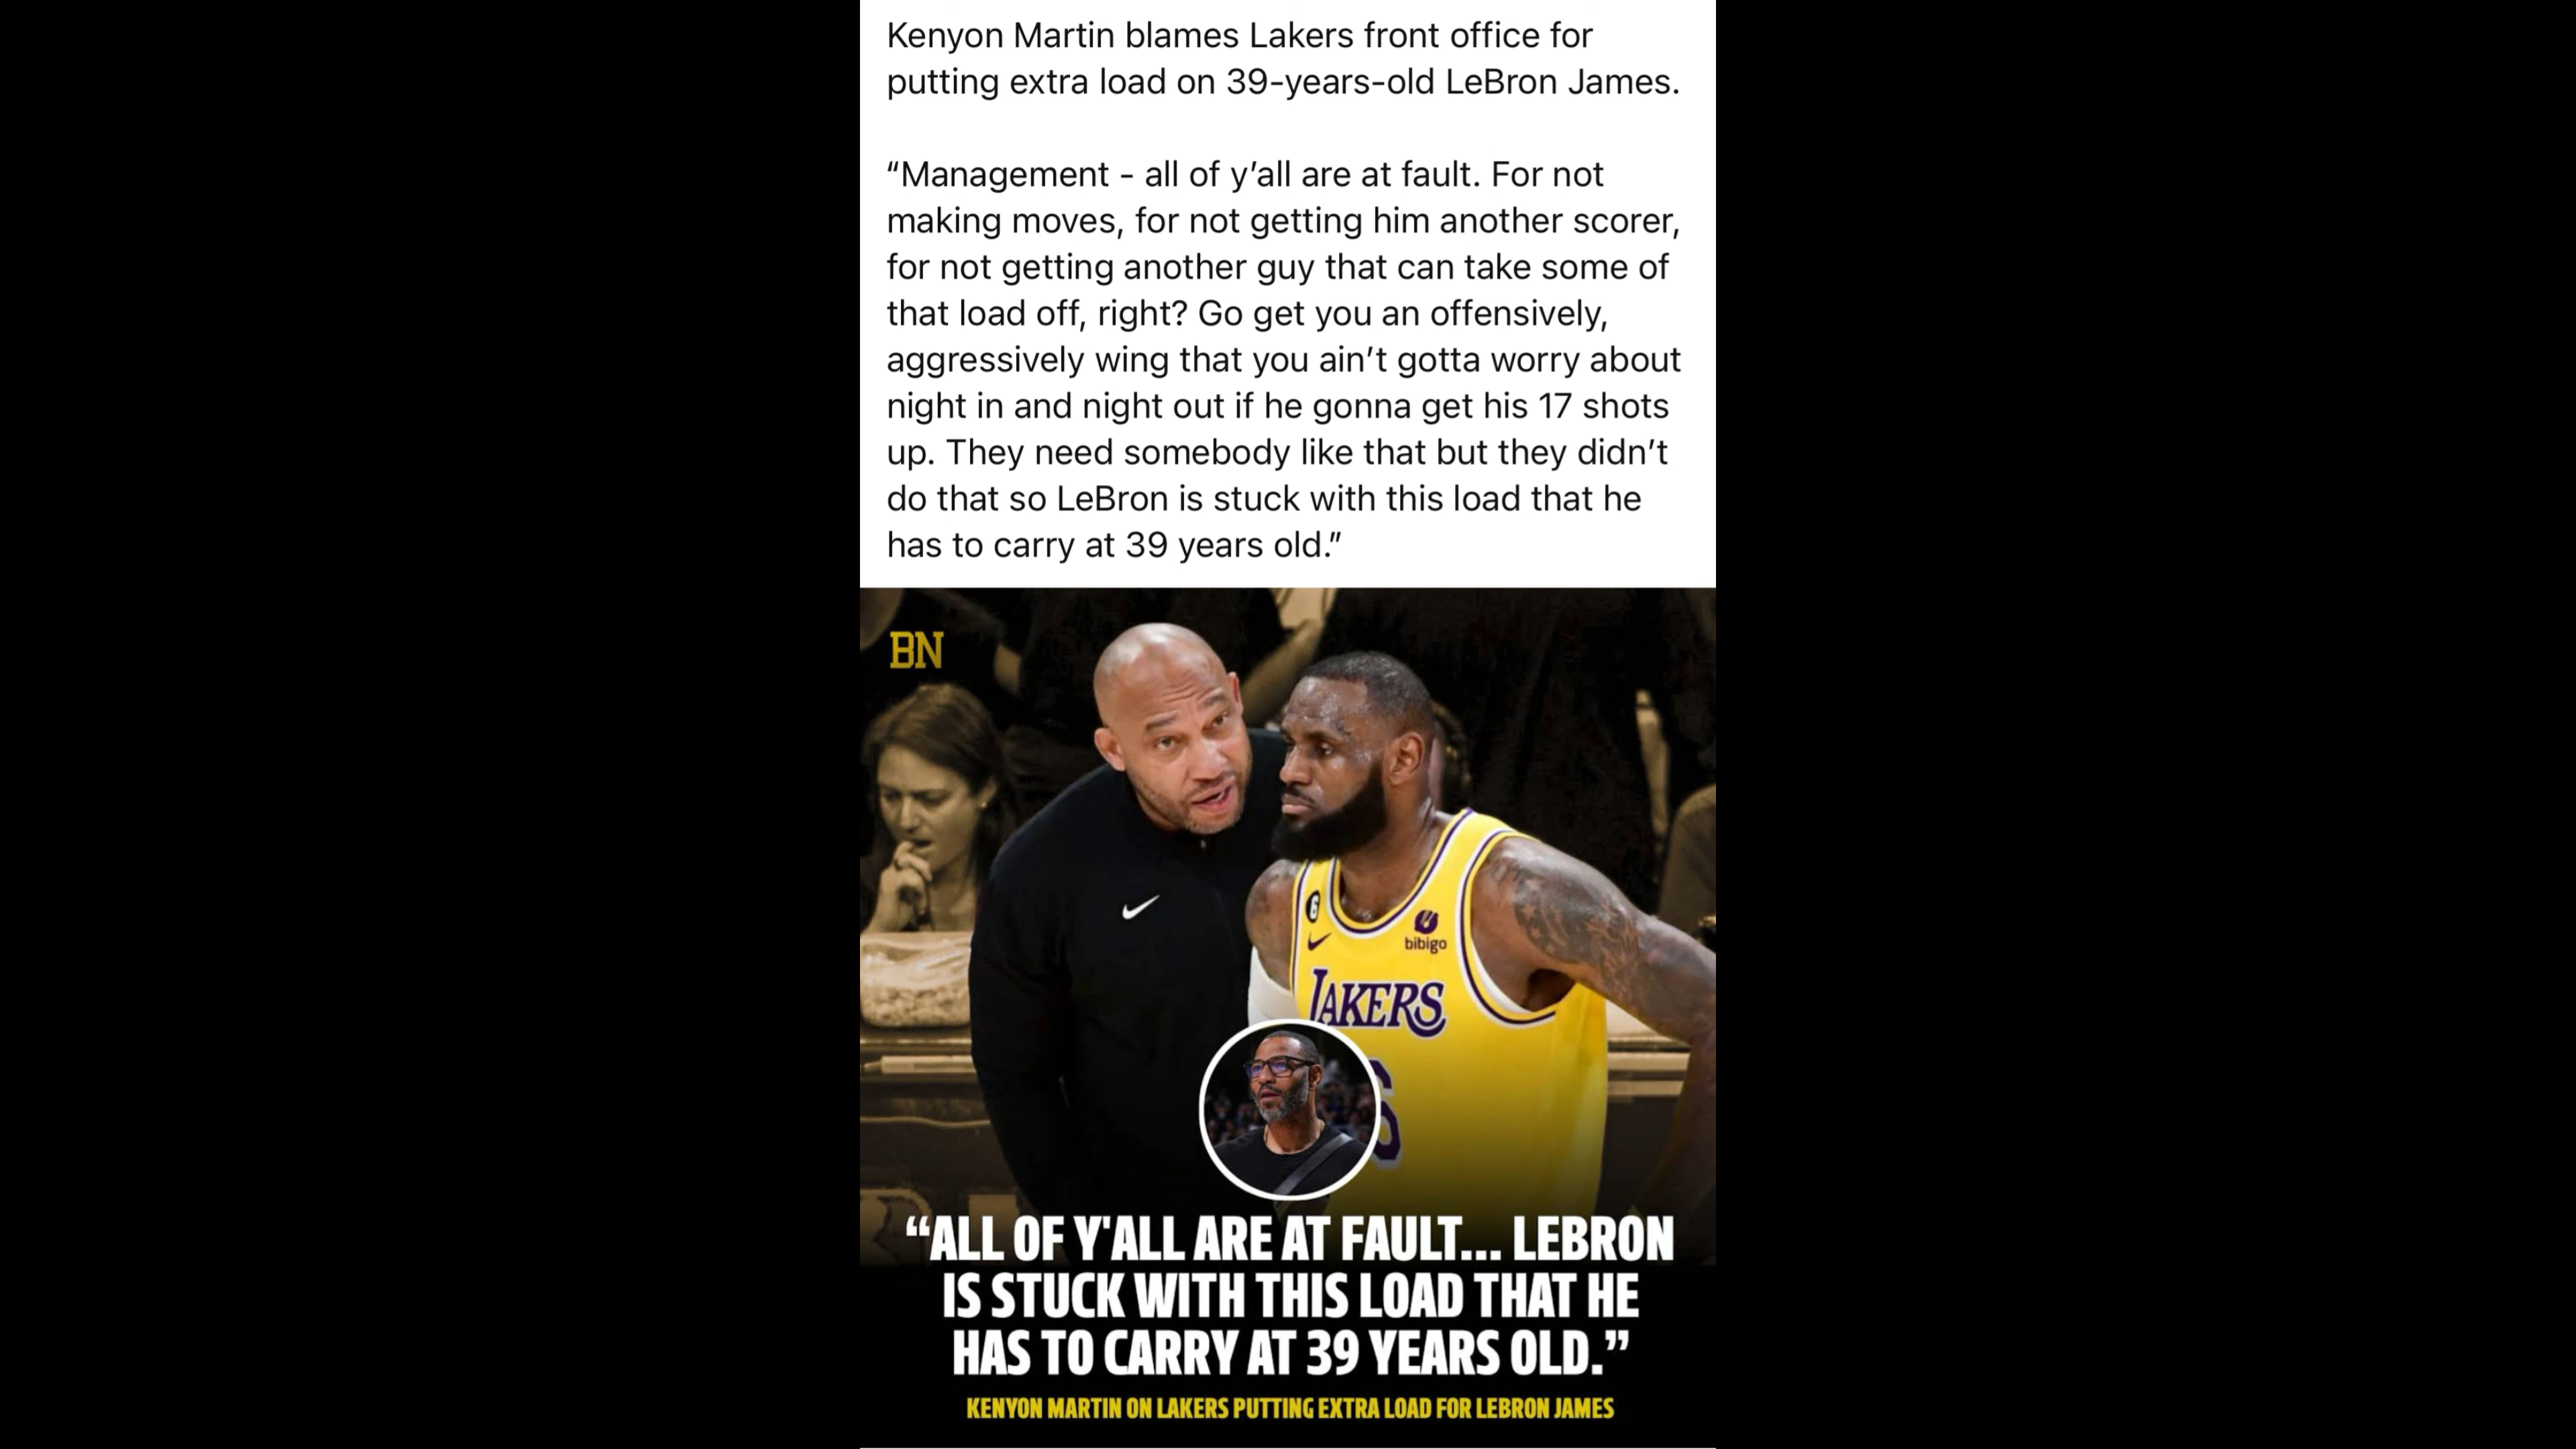 Kenyon Martin blames Lakers front office for
putting extra load on 39-years-old LeBron James.
“Management - all of y’all are at fault. For not
making moves, for not getting him another scorer,
for not getting another guy that can take some of
that load off, right? Go get you an offensively,
aggressively wing that you ain’t gotta worry about
night in and night out if he gonna get his 17 shots
up. They need somebody like that but they didn’t
do that so LeBron is stuck with this load that he
has to carry at 39 years old.”
BN
6
bibigo
LAKERS
6
“ALL OF Y'ALL ARE AT FAULT... LEBRON
IS STUCK WITH THIS LOAD THAT HE
HAS TO CARRY AT 39 YEARS OLD.”
KENYON MARTIN ON LAKERS PUTTING EXTRA LOAD FOR LEBRON JAMES